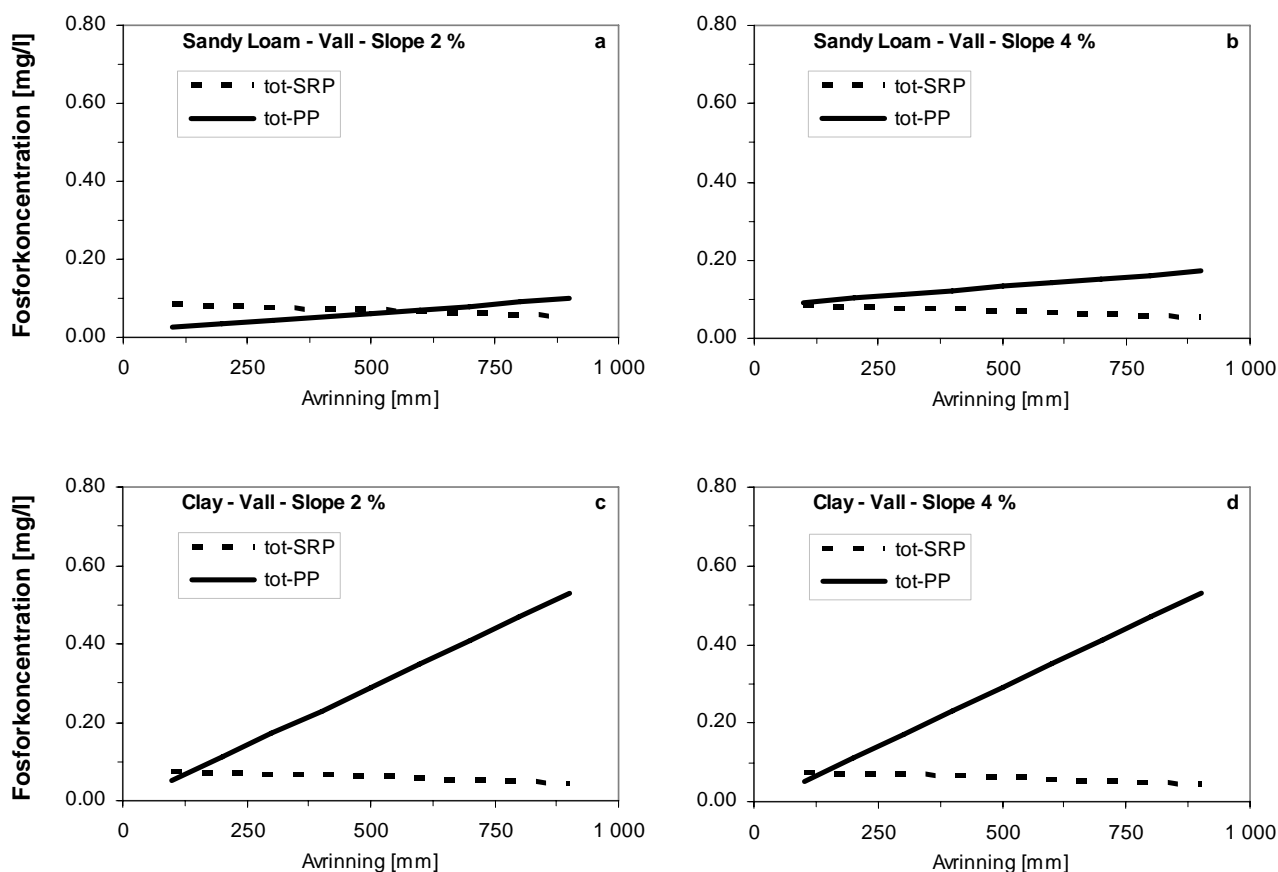 Fosforkoncentration [mg/l]
Sandy Loam - Vall - Slope 2 %
a
tot-SRP
tot-PP
0.80
0.60
0.40
0.20
0.00
0
250
500
750
1 000
Avrinning [mm]
Sandy Loam - Vall - Slope 4 %
b
tot-SRP
tot-PP
0.80
0.60
0.40
0.20
0.00
0
250
500
750
1 000
Avrinning [mm]
Fosforkoncentration [mg/l]
Clay - Vall - Slope 2 %
c
tot-SRP
tot-PP
0.80
0.60
0.40
0.20
0.00
0
250
500
750
1 000
Avrinning [mm]
Clay - Vall - Slope 4 %
d
tot-SRP
tot-PP
0.80
0.60
0.40
0.20
0.00
0
250
500
750
1 000
Avrinning [mm]